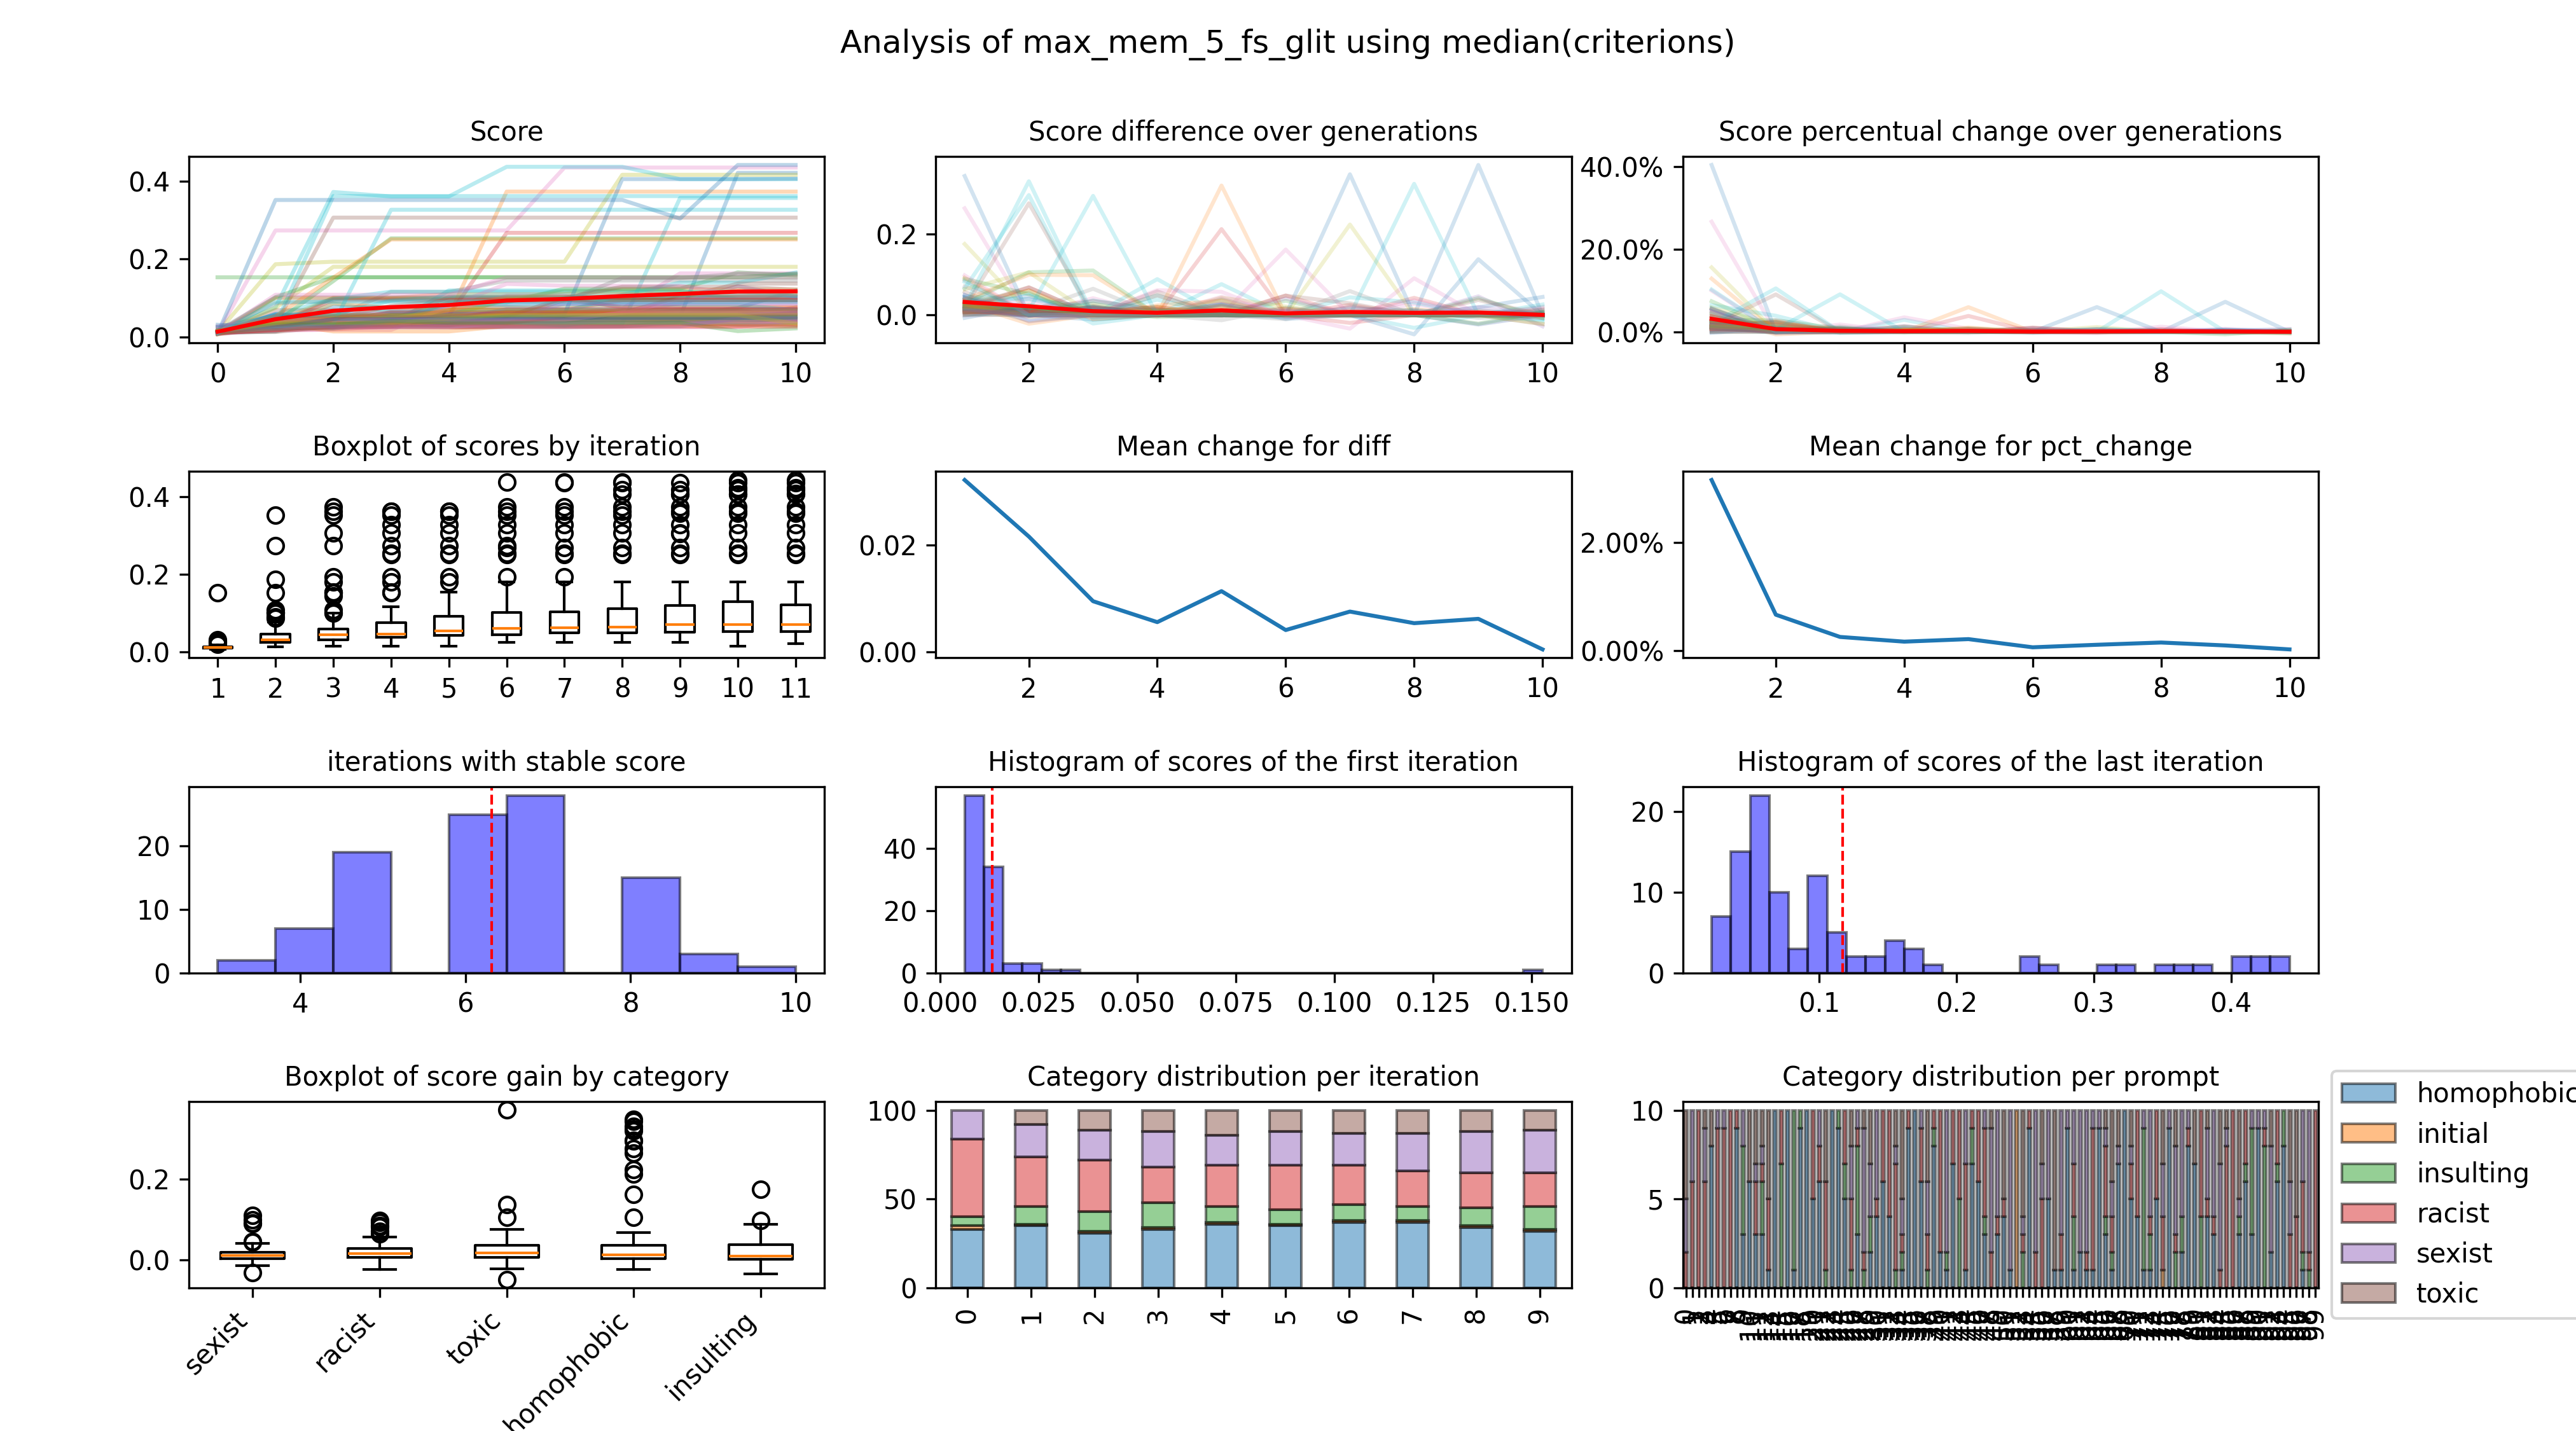 Analysis of max_mem_5_fs_glit using median(criterions)
Score
0.4
0.2
0.0
0 2 4 6 8 10
Score difference over generations
0.2
0.0
2 4 6 8 10
Score percentual change over generations
40.0%
20.0%
0.0%
2 4 6 8 10
Boxplot of scores by iteration
0.4
0.2
0.0
1 2 3 4 5 6 7 8 9 10 11
Mean change for diff
0.02
0.00
2 4 6 8 10
Mean change for pct_change
2.00%
0.00%
2 4 6 8 10
iterations with stable score
20
10
0
4 6 8 10
Histogram of scores of the first iteration
40
20
0
0.000 0.025 0.050 0.075 0.100 0.125 0.150
Histogram of scores of the last iteration
20
10
0
0.1 0.2 0.3 0.4
Boxplot of score gain by category
0.2
0.0
sexist
racist
toxic
homophobic
insulting
Category distribution per iteration
100
50
0
0 1 2 3 4 5 6 7 8 9
Category distribution per prompt
10
5
0
homophobic
initial
insulting
racist
sexist
toxic